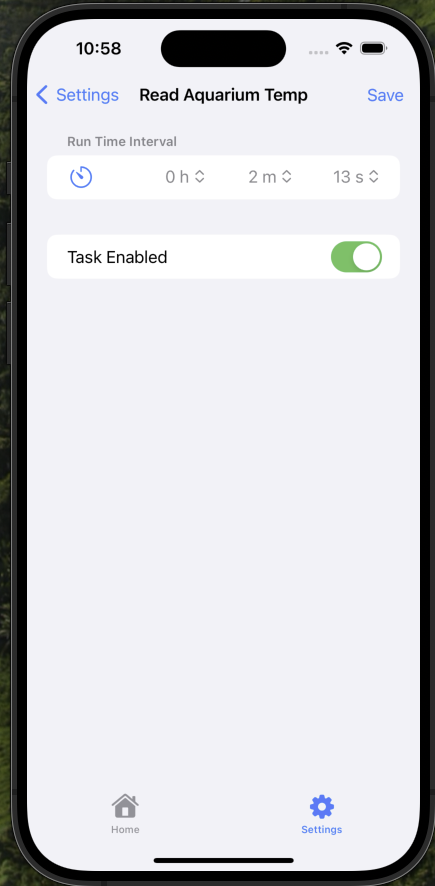 10:58
Settings Read Aquarium Temp Save
Run Time Interval
0 h 2 m 13 s
Task Enabled
Home Settings